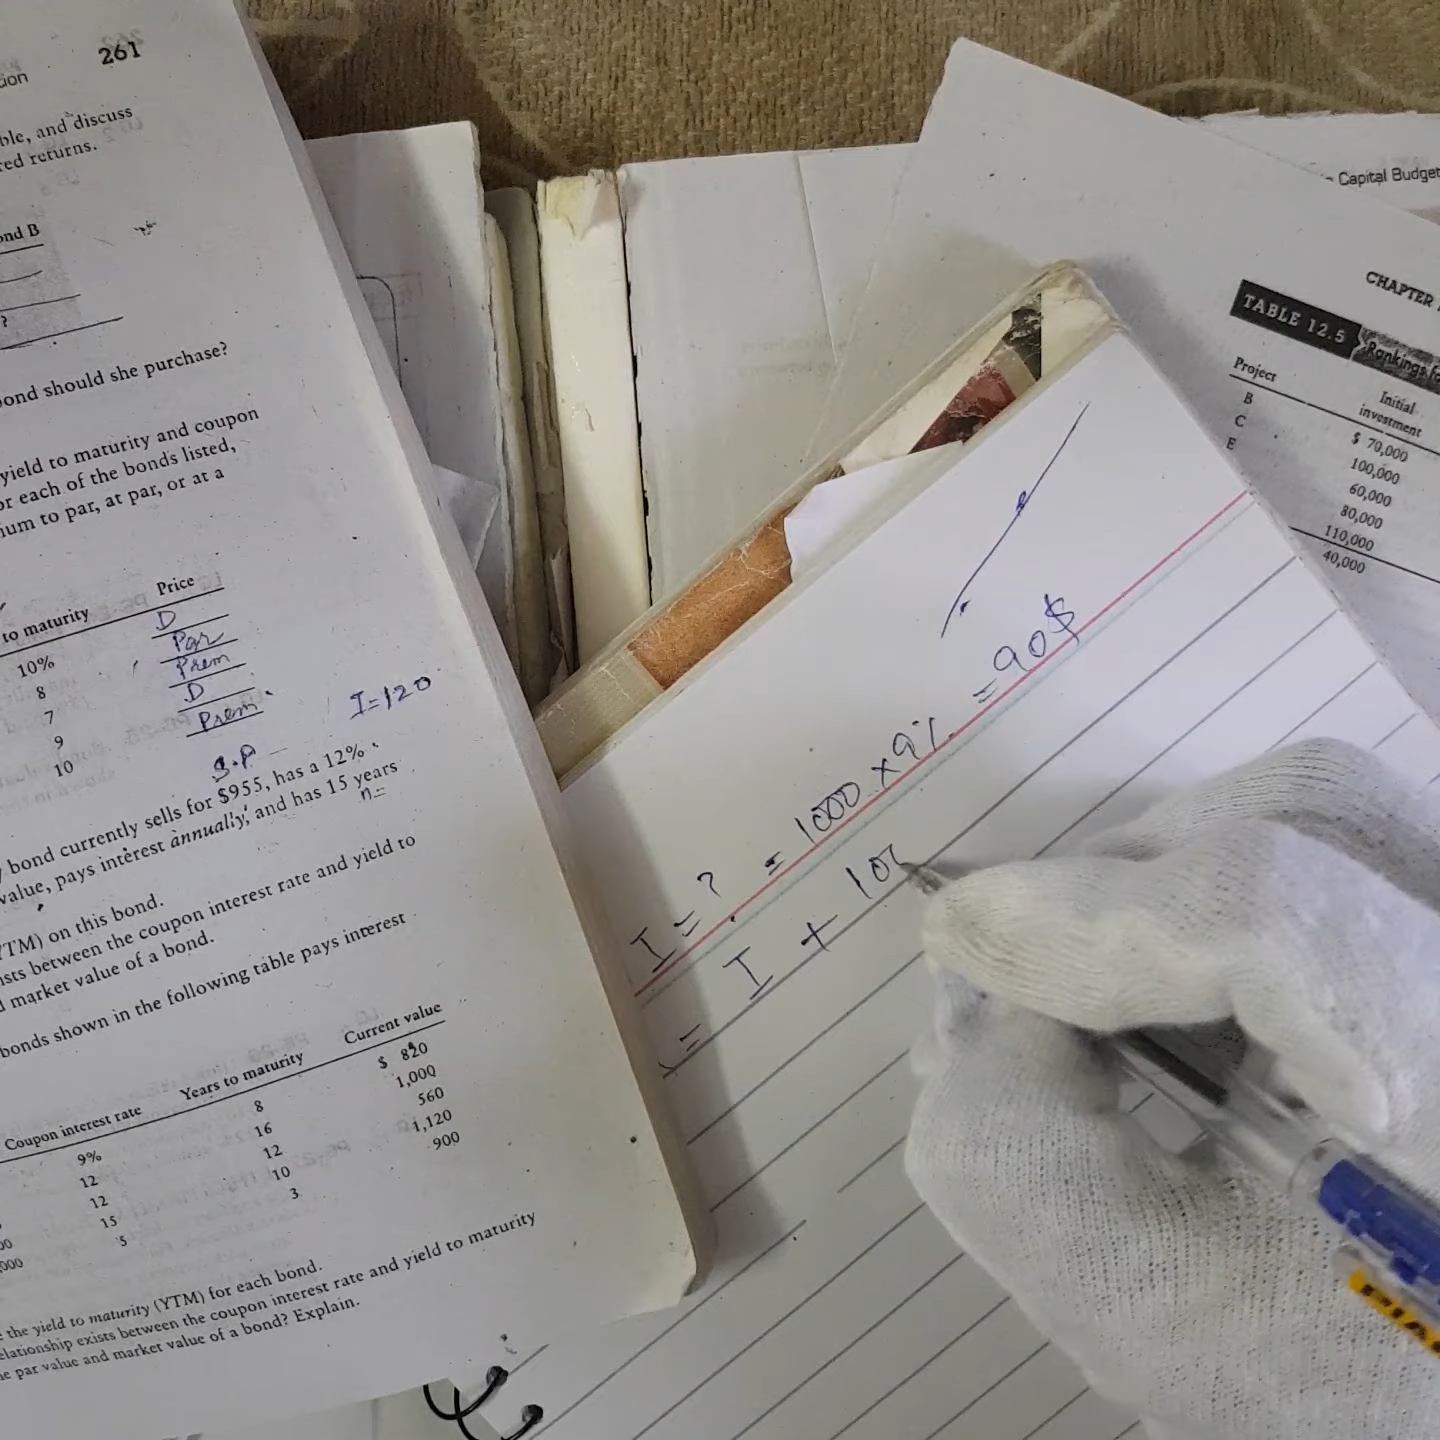 261
ble, and discuss
red returns.
ond B
?
ond should she purchase?
yield to maturity and coupon
or each of the bonds listed,
ium to par, at par, or at a
to maturity Price
10% D
8 Par
7 Prem
9 D
10 Prem
I=120
S.P
bond currently sells for $955, has a 12%
value, pays interest annually, and has 15 years
n=
YTM) on this bond.
ists between the coupon interest rate and yield to
d market value of a bond.
bonds shown in the following table pays interest
Coupon interest rate Years to maturity Current value
9% 8 $ 820
12 16 1,000
12 12 560
15 10 1,120
5 3 900
00
,000
the yield to maturity (YTM) for each bond.
elationship exists between the coupon interest rate and yield to maturity
he par value and market value of a bond? Explain.
I = ? = 1000 x 9% = 90$
= I + 100
Capital Budget
CHAPTER
TABLE 12.5 Rankings fo
Project Initial investment
B $ 70,000
C 100,000
E 60,000
80,000
110,000
40,000